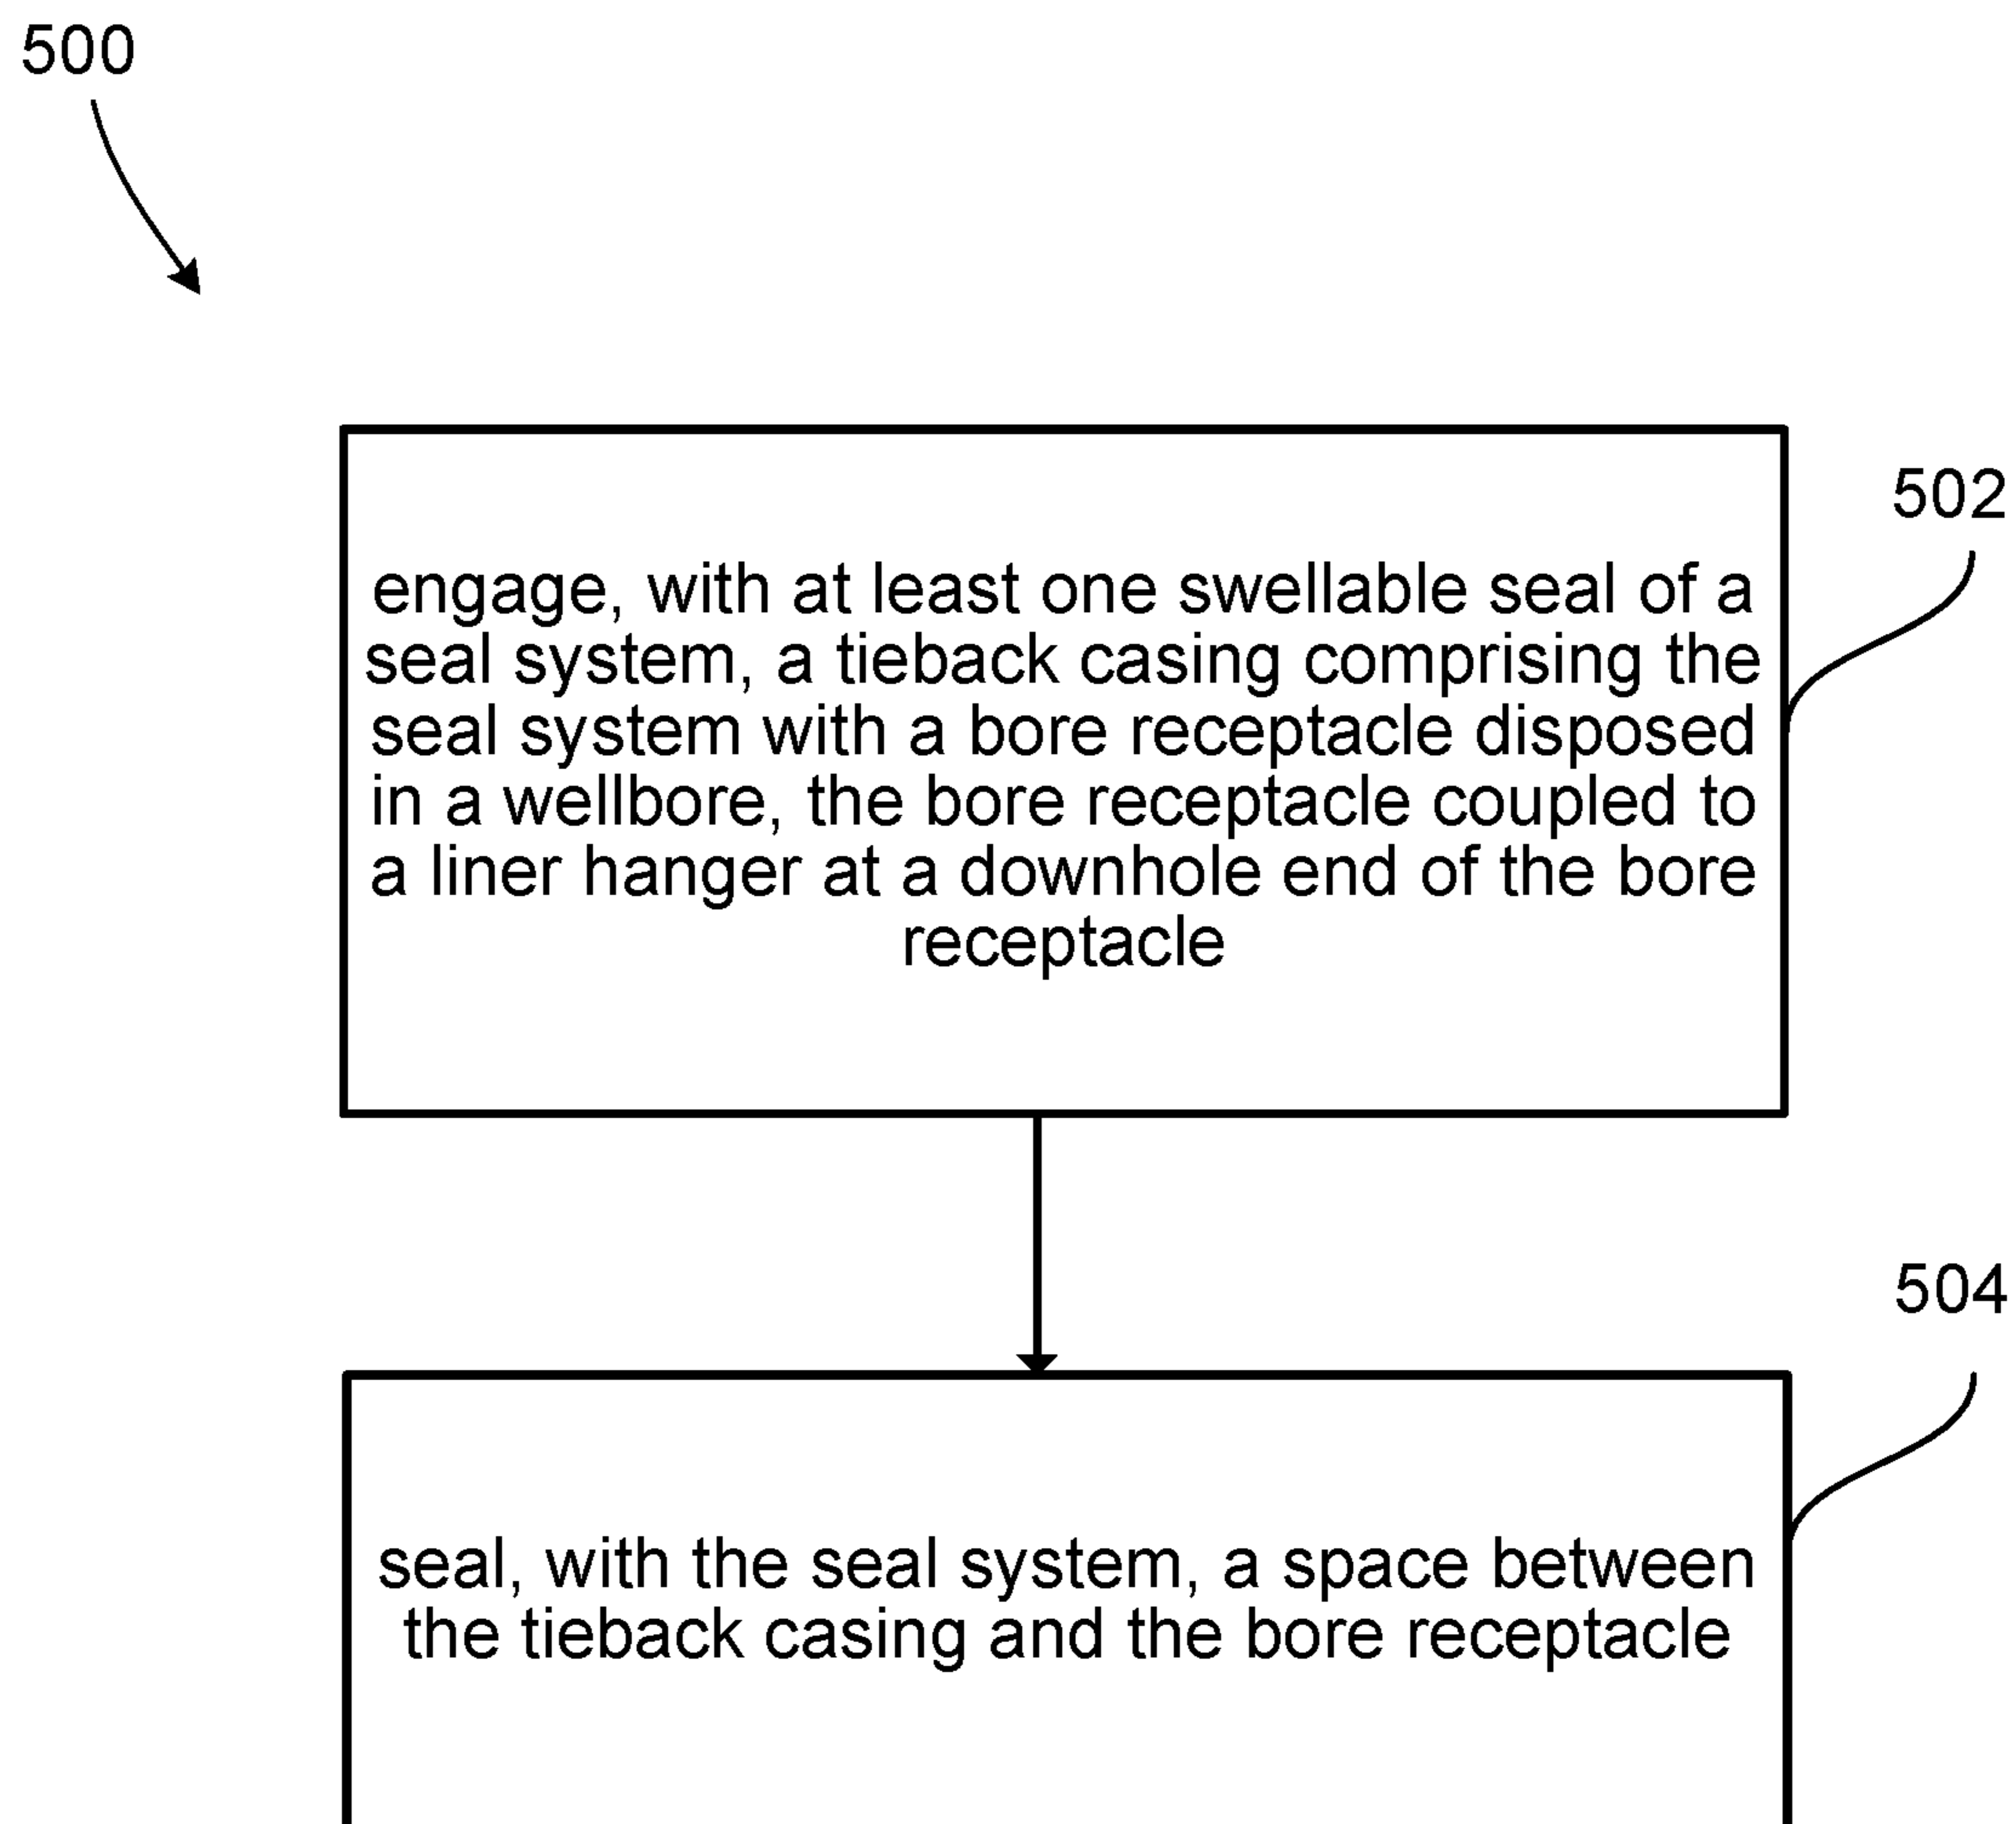 500
502
engage, with at least one swellable seal of a
seal system, a tieback casing comprising the
seal system with a bore receptacle disposed
in a wellbore, the bore receptacle coupled to
a liner hanger at a downhole end of the bore
receptacle
504
seal, with the seal system, a space between
the tieback casing and the bore receptacle